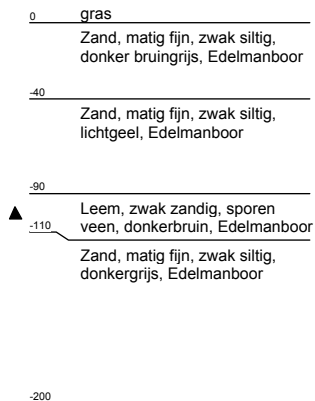 0 gras
Zand, matig fijn, zwak siltig,
donker bruingrijs, Edelmanboor
-40
Zand, matig fijn, zwak siltig,
lichtgeel, Edelmanboor
-90
Leem, zwak zandig, sporen
-110 veen, donkerbruin, Edelmanboor
Zand, matig fijn, zwak siltig,
donkergrijs, Edelmanboor
-200